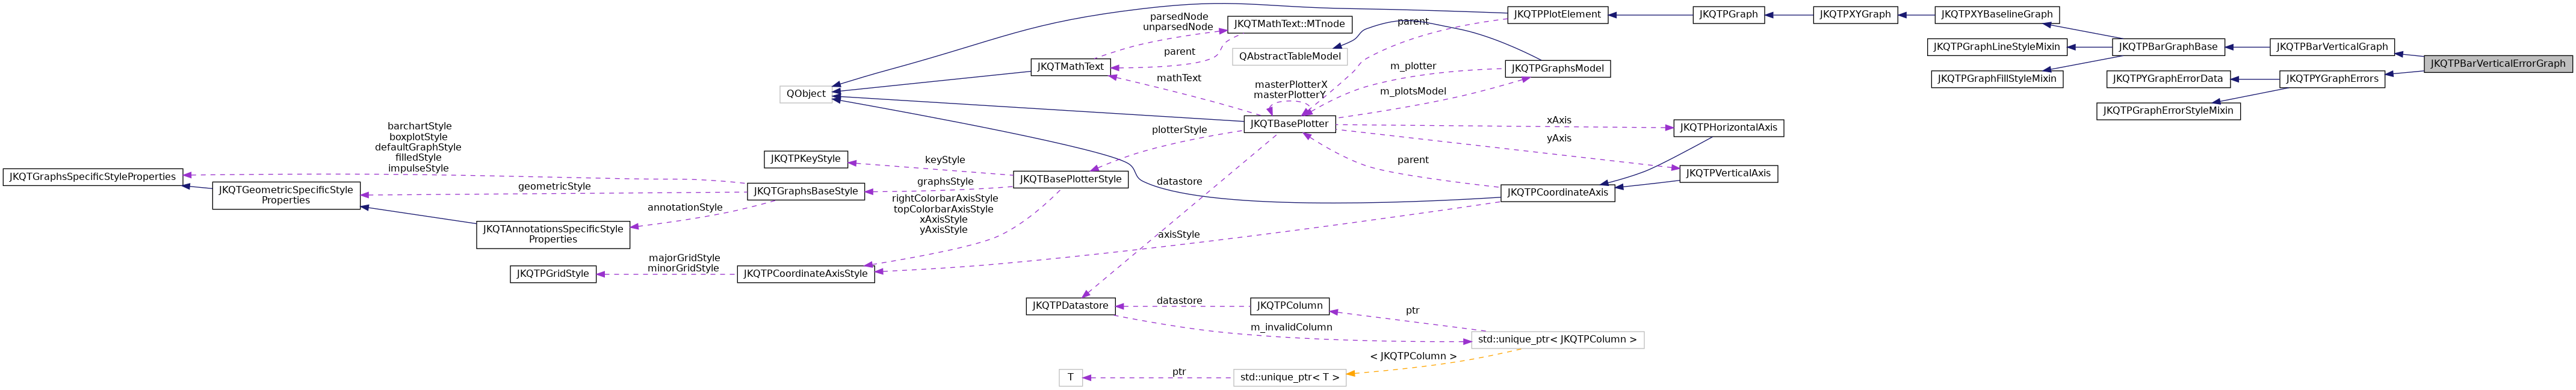 JKQTGraphsSpecificStyleProperties
JKQTGeometricSpecificStyle
Properties
JKQTAnnotationsSpecificStyle
Properties
JKQTPGridStyle
barchartStyle
boxplotStyle
defaultGraphStyle
filledStyle
impulseStyle
geometricStyle
annotationStyle
majorGridStyle
minorGridStyle
JKQTPKeyStyle
JKQTGraphsBaseStyle
JKQTPCoordinateAxisStyle
QObject
keyStyle
graphsStyle
rightColorbarAxisStyle
topColorbarAxisStyle
xAxisStyle
yAxisStyle
JKQTMathText
JKQTBasePlotterStyle
JKQTPDatastore
T
parsedNode
unparsedNode
parent
mathText
plotterStyle
datastore
axisStyle
datastore
m_invalidColumn
ptr
JKQTMathText::MTnode
QAbstractTableModel
masterPlotterX
masterPlotterY
JKQTBasePlotter
JKQTPColumn
std::unique_ptr< T >
parent
m_plotter
m_plotsModel
parent
ptr
< JKQTPColumn >
JKQTPPlotElement
JKQTPGraphsModel
JKQTPCoordinateAxis
std::unique_ptr< JKQTPColumn >
xAxis
yAxis
JKQTPGraph
JKQTPHorizontalAxis
JKQTPVerticalAxis
JKQTPXYGraph
JKQTPXYBaselineGraph
JKQTPGraphLineStyleMixin
JKQTPGraphFillStyleMixin
JKQTPBarGraphBase
JKQTPYGraphErrorData
JKQTPGraphErrorStyleMixin
JKQTPBarVerticalGraph
JKQTPYGraphErrors
JKQTPBarVerticalErrorGraph